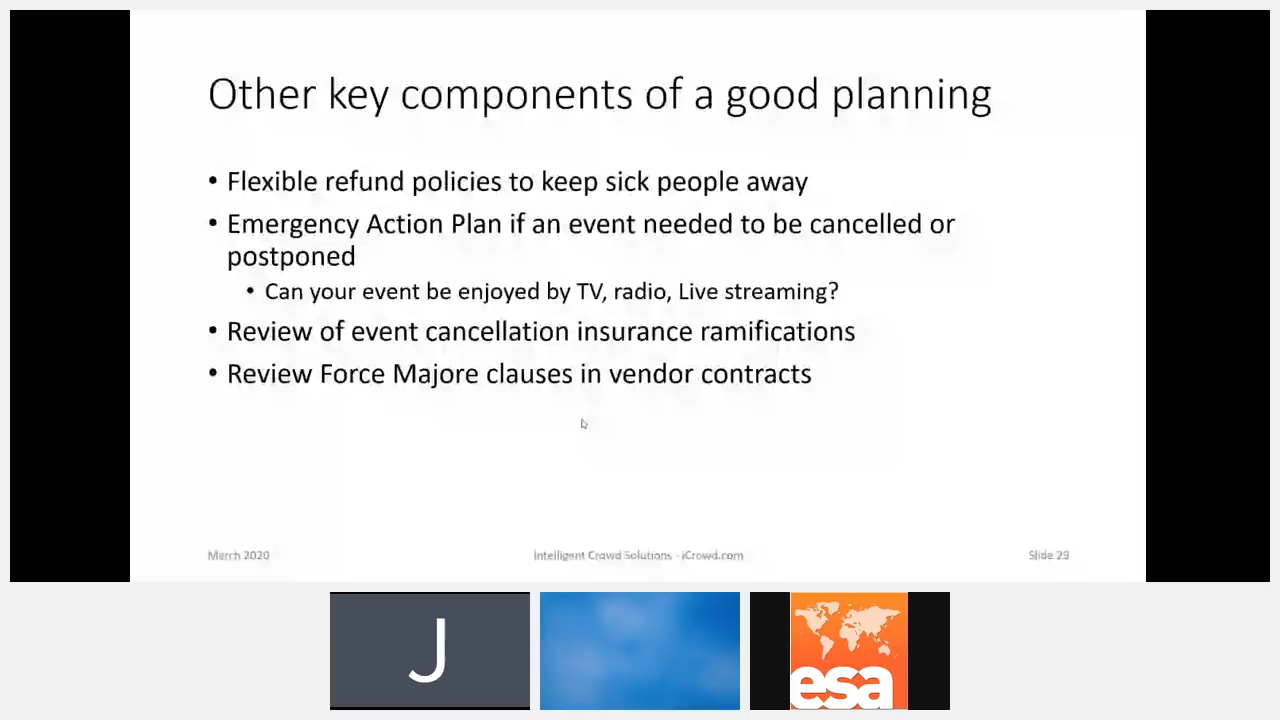 Other key components of a good planning
• Flexible refund policies to keep sick people away
• Emergency Action Plan if an event needed to be cancelled or
postponed
• Can your event be enjoyed by TV, radio, Live streaming?
• Review of event cancellation insurance ramifications
• Review Force Majore clauses in vendor contracts
March 2020
Intelligent Crowd Solutions - iCrowd.com
Slide 29
J
esa